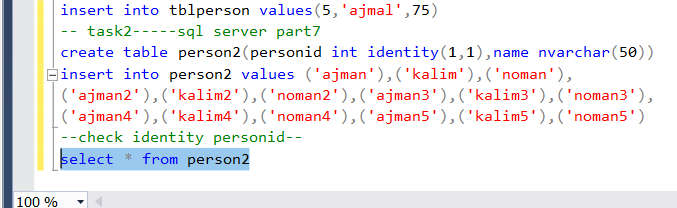 insert into tblperson values(5,'ajmal',75)
-- task2-----sql server part7
create table person2(personid int identity(1,1),name nvarchar(50))
insert into person2 values ('ajman'),('kalim'),('noman'),
('ajman2'),('kalim2'),('noman2'),('ajman3'),('kalim3'),('noman3'),
('ajman4'),('kalim4'),('noman4'),('ajman5'),('kalim5'),('noman5')
--check identity personid--
select * from person2
100 %